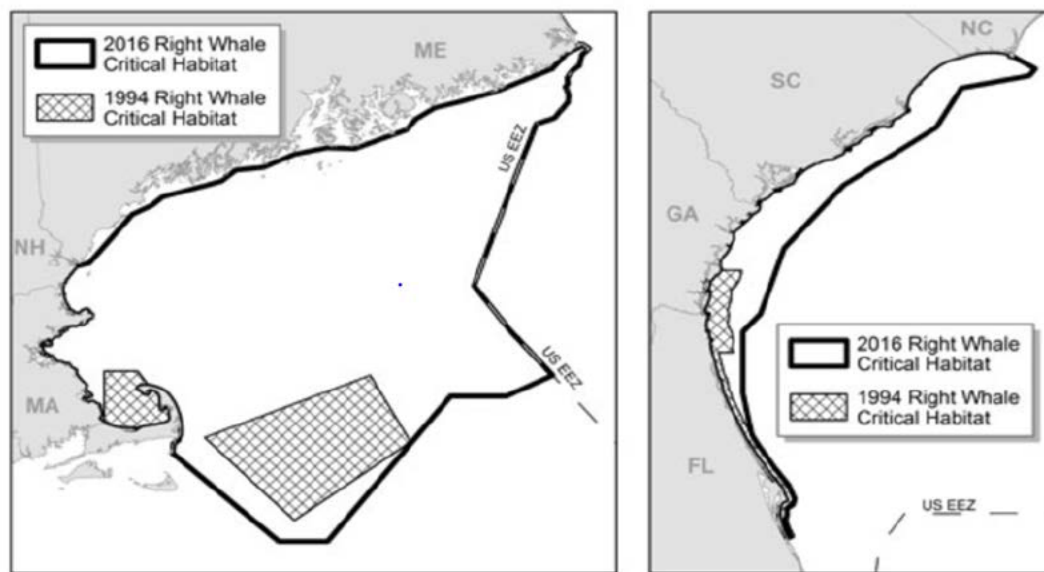 2016 Right Whale
Critical Habitat
1994 Right Whale
Critical Habitat
ME
US EEZ
NH
US EEZ
MA
NC
SC
GA
2016 Right Whale
Critical Habitat
1994 Right Whale
Critical Habitat
FL
US EEZ